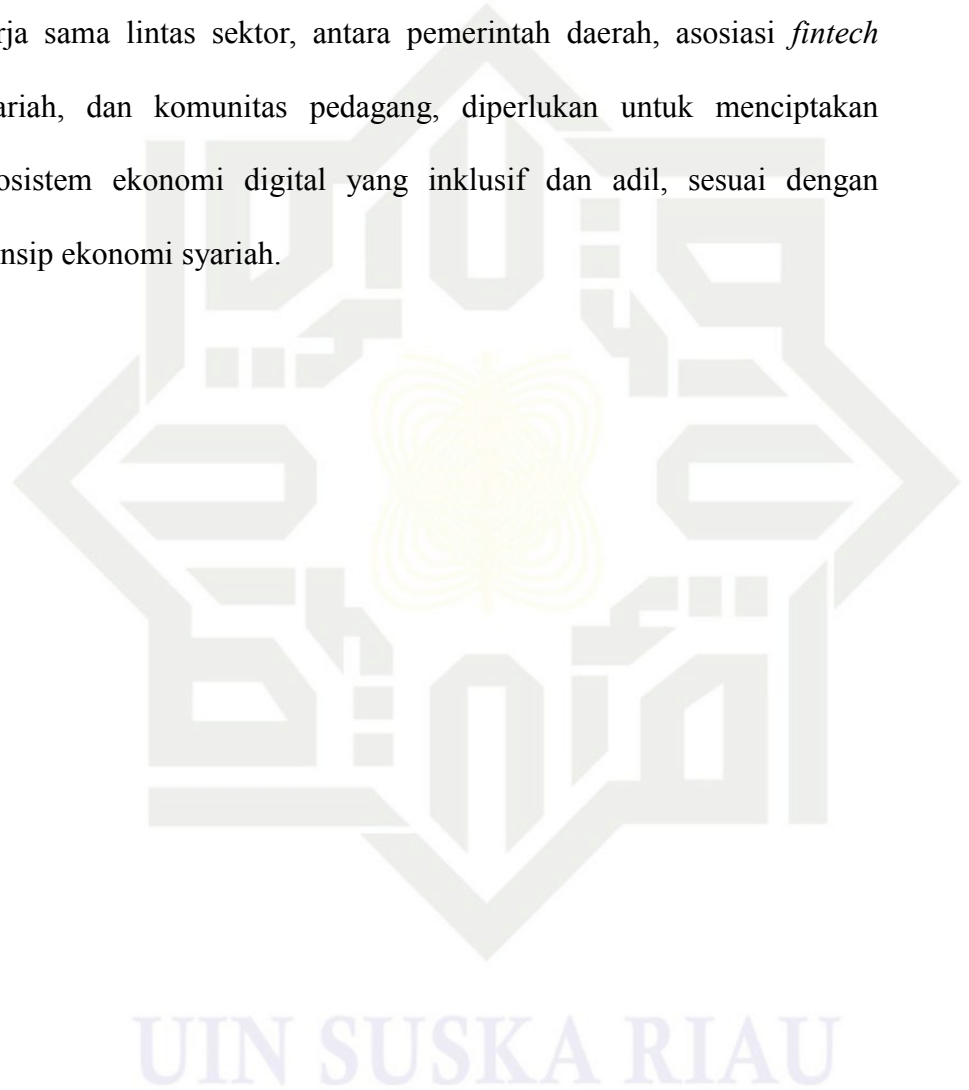 rja sama lintas sektor, antara pemerintah daerah, asosiasi fintech
ariah, dan komunitas pedagang, diperlukan untuk menciptakan
osistem ekonomi digital yang inklusif dan adil, sesuai dengan
nsip ekonomi syariah.
UIN SUSKA RIAU